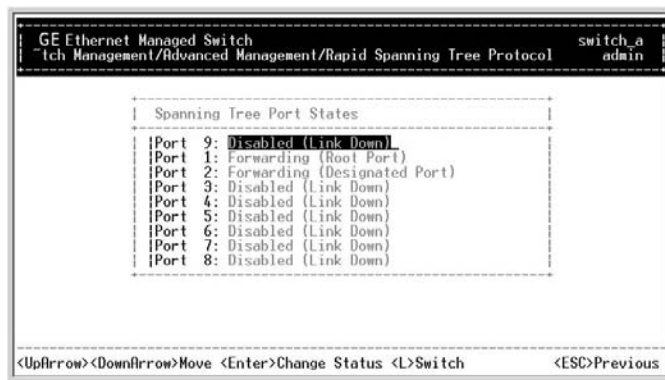 GE Ethernet Managed Switch switch_a
~tch Management/Advanced Management/Rapid Spanning Tree Protocol admin
Spanning Tree Port States
Port 9: Disabled (Link Down)
Port 1: Forwarding (Root Port)
Port 2: Forwarding (Designated Port)
Port 3: Disabled (Link Down)
Port 4: Disabled (Link Down)
Port 5: Disabled (Link Down)
Port 6: Disabled (Link Down)
Port 7: Disabled (Link Down)
Port 8: Disabled (Link Down)
<UpArrow><DownArrow>Move <Enter>Change Status <L>Switch <ESC>Previous